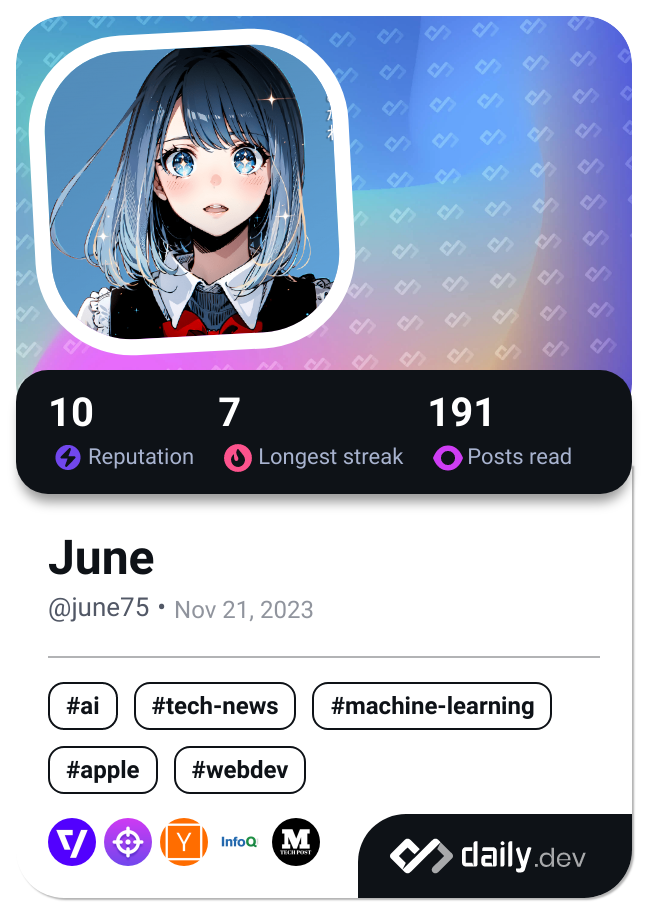 10 7 191
Reputation Longest streak Posts read
June
@june75 • Nov 21, 2023
#ai #tech-news #machine-learning
#apple #webdev
Y InfoQ M
TECH POST
daily.dev